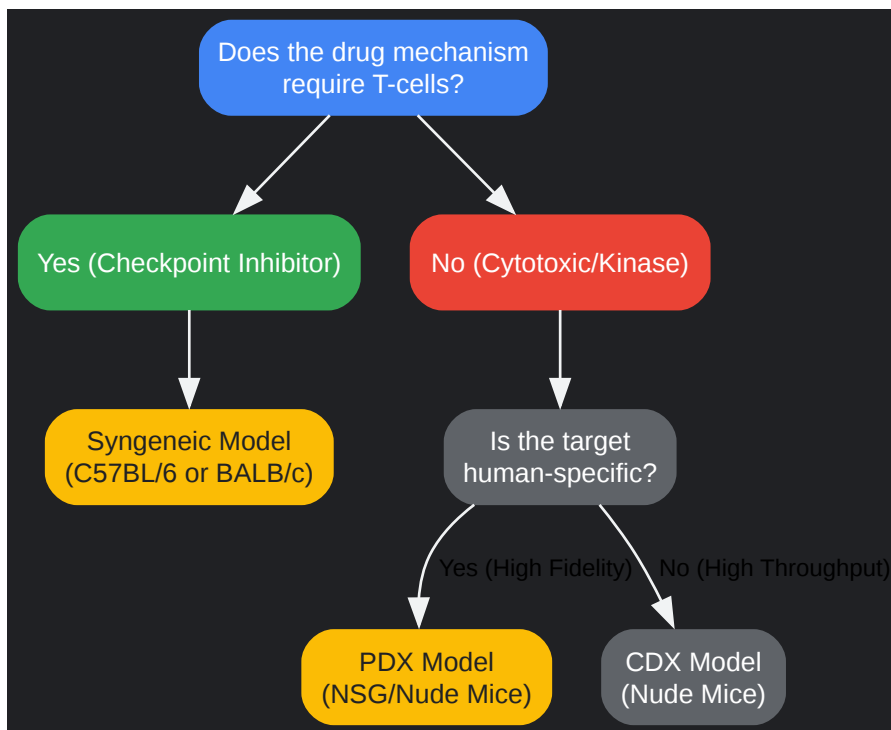 Does the drug mechanism
require T-cells?
Yes (Checkpoint Inhibitor)
No (Cytotoxic/Kinase)
Syngeneic Model
(C57BL/6 or BALB/c)
Is the target
human-specific?
Yes (High Fidelity)
No (High Throughput)
PDX Model
(NSG/Nude Mice)
CDX Model
(Nude Mice)